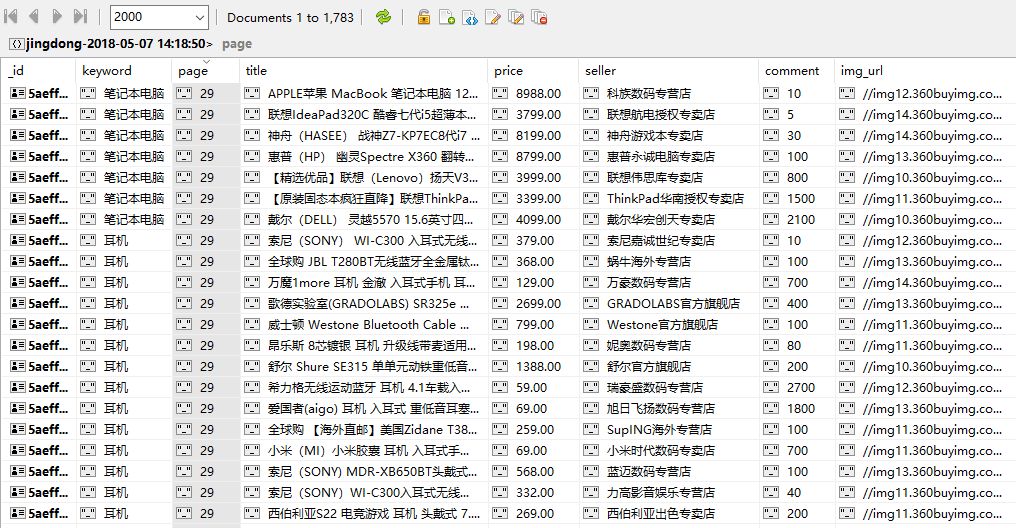 2000 Documents 1 to 1,783
jingdong-2018-05-07 14:18:50> page
_id keyword page title price seller comment img_url
5aeff... 笔记本电脑 29 APPLE苹果 MacBook 笔记本电脑 12... 8988.00 科族数码专营店 10 //img12.360buyimg.co...
5aeff... 笔记本电脑 29 联想IdeaPad320C 酷睿七代i5超薄本... 3799.00 联想航电授权专卖店 5 //img14.360buyimg.co...
5aeff... 笔记本电脑 29 神舟（HASEE） 战神Z7-KP7EC8代i7 ... 8199.00 神舟游戏本专卖店 30 //img14.360buyimg.co...
5aeff... 笔记本电脑 29 惠普（HP） 幽灵Spectre X360 翻转... 8799.00 惠普永诚电脑专卖店 100 //img13.360buyimg.co...
5aeff... 笔记本电脑 29 【精选优品】联想（Lenovo）扬天V3... 3999.00 联想伟思库专卖店 800 //img10.360buyimg.co...
5aeff... 笔记本电脑 29 【原装固态本疯狂直降】联想ThinkPa... 3399.00 ThinkPad华南授权专卖店 1500 //img11.360buyimg.co...
5aeff... 笔记本电脑 29 戴尔（DELL） 灵越5570 15.6英寸四... 4099.00 戴尔华宏创天专卖店 2100 //img10.360buyimg.co...
5aeff... 耳机 29 索尼（SONY） WI-C300 入耳式无线... 379.00 索尼嘉诚世纪专卖店 10 //img12.360buyimg.co...
5aeff... 耳机 29 全球购 JBL T280BT无线蓝牙全金属钛... 368.00 蜗牛海外专营店 100 //img13.360buyimg.co...
5aeff... 耳机 29 万魔1more 耳机 金澈 入耳式手机 耳... 129.00 万豪数码专营店 700 //img14.360buyimg.co...
5aeff... 耳机 29 歌德实验室(GRADOLABS) SR325e ... 2699.00 GRADOLABS官方旗舰店 400 //img13.360buyimg.co...
5aeff... 耳机 29 威士顿 Westone Bluetooth Cable ... 799.00 Westone官方旗舰店 100 //img11.360buyimg.co...
5aeff... 耳机 29 昂乐斯 8芯镀银 耳机 升级线带麦适用... 198.00 妮奥数码专营店 80 //img11.360buyimg.co...
5aeff... 耳机 29 舒尔 Shure SE315 单单元动铁重低音... 1388.00 舒尔官方旗舰店 200 //img10.360buyimg.co...
5aeff... 耳机 29 希力格无线运动蓝牙 耳机 4.1车载入... 59.00 瑞豪盛数码专营店 2700 //img12.360buyimg.co...
5aeff... 耳机 29 爱国者(aigo) 耳机 入耳式 重低音耳塞... 69.00 旭日飞扬数码专营店 1800 //img13.360buyimg.co...
5aeff... 耳机 29 全球购 【海外直邮】美国Zidane T38... 259.00 SupING海外专营店 100 //img11.360buyimg.co...
5aeff... 耳机 29 小米（MI）小米胶囊 耳机 入耳式手... 69.00 小米时代数码专营店 700 //img11.360buyimg.co...
5aeff... 耳机 29 索尼（SONY) MDR-XB650BT头戴式... 568.00 蓝迈数码专营店 100 //img13.360buyimg.co...
5aeff... 耳机 29 索尼（SONY）WI-C300入耳式无线... 332.00 力高影音娱乐专营店 40 //img11.360buyimg.co...
5aeff... 耳机 29 西伯利亚S22 电竞游戏 耳机 头戴式 7.... 269.00 西伯利亚出色专卖店 200 //img11.360buyimg.co...